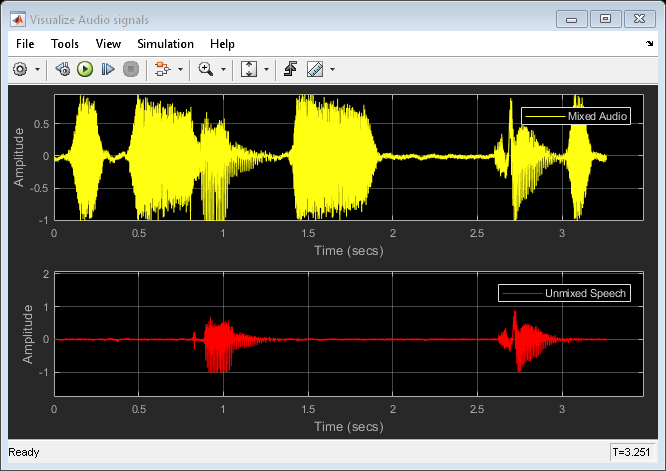 Visualize Audio signals
File Tools View Simulation Help
Mixed Audio
Amplitude
0.5
0
-0.5
-1
0 0.5 1 1.5 2 2.5 3
Time (secs)
Unmixed Speech
Amplitude
2
1
0
-1
0 0.5 1 1.5 2 2.5 3
Time (secs)
Ready T=3.251